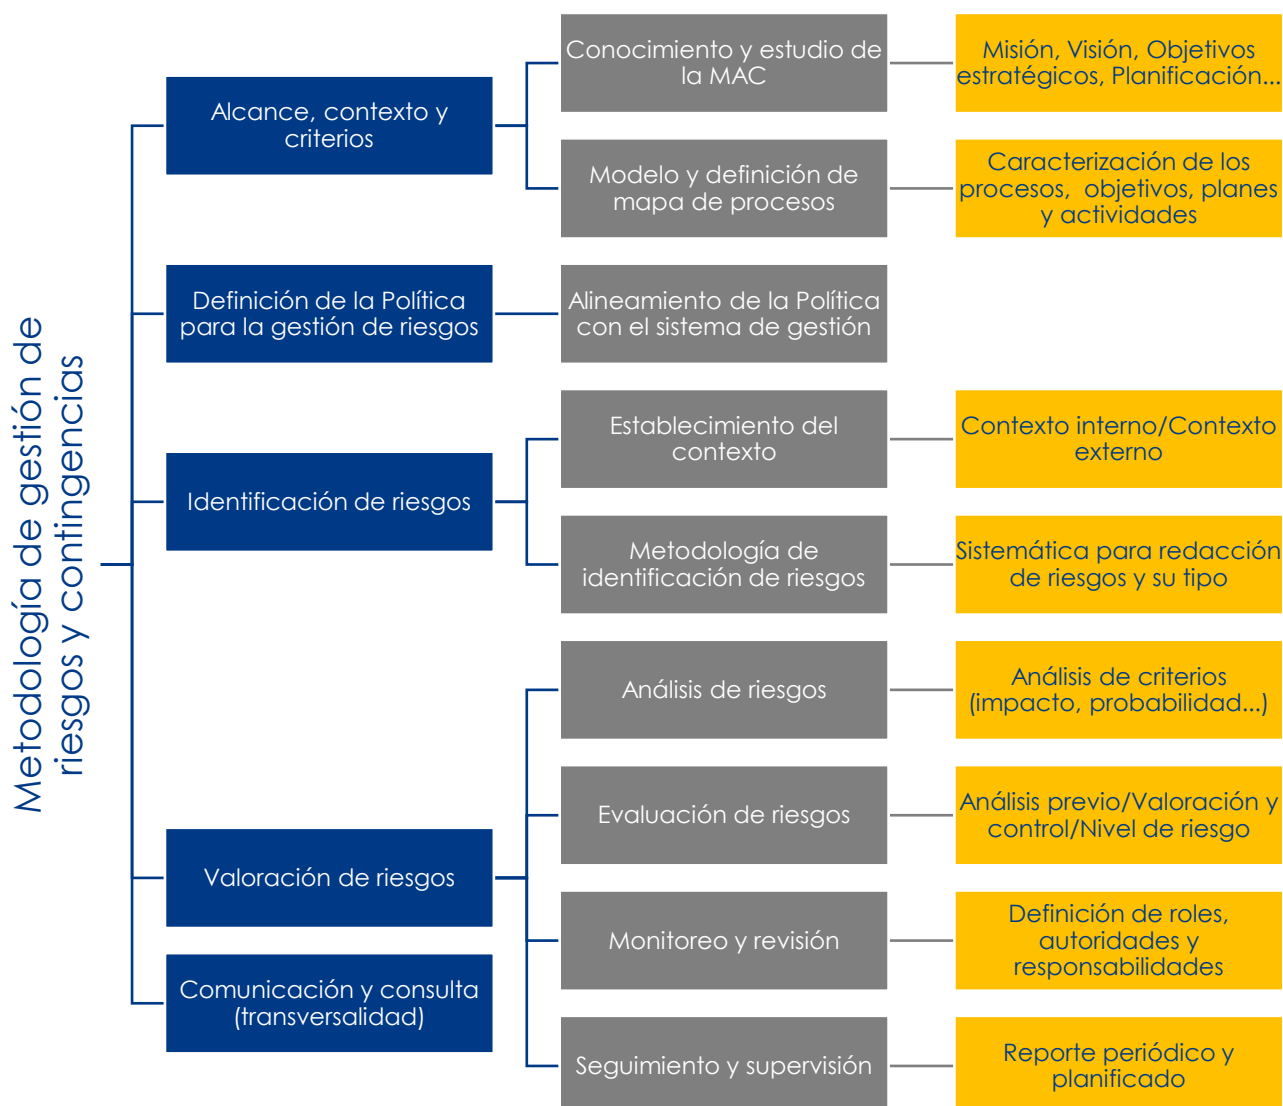 Metodología de gestión de
riesgos y contingencias
Alcance, contexto y
criterios
Conocimiento y estudio de
la MAC
Misión, Visión, Objetivos
estratégicos, Planificación...
Modelo y definición de
mapa de procesos
Caracterización de los
procesos, objetivos, planes
y actividades
Definición de la Política
para la gestión de riesgos
Alineamiento de la Política
con el sistema de gestión
Identificación de riesgos
Establecimiento del
contexto
Contexto interno/Contexto
externo
Metodología de
identificación de riesgos
Sistemática para redacción
de riesgos y su tipo
Valoración de riesgos
Análisis de riesgos
Análisis de criterios
(impacto, probabilidad...)
Evaluación de riesgos
Análisis previo/Valoración y
control/Nivel de riesgo
Monitoreo y revisión
Definición de roles,
autoridades y
responsabilidades
Seguimiento y supervisión
Reporte periódico y
planificado
Comunicación y consulta
(transversalidad)